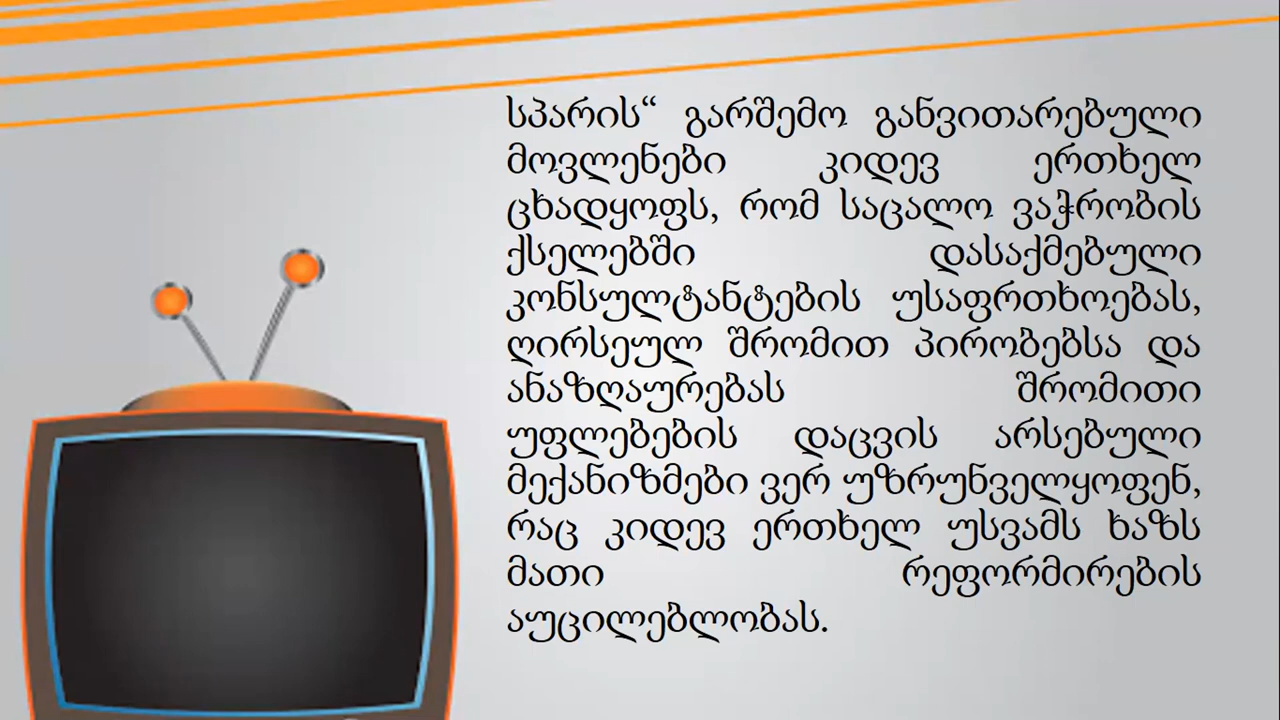 სპარის“ გარშემო განვითარებული
მოვლენები კიდევ ერთხელ
ცხადყოფს, რომ საცალო ვაჭრობის
ქსელებში დასაქმებული
კონსულტანტების უსაფრთხოებას,
ღირსეულ შრომით პირობებსა და
ანაზღაურებას შრომითი
უფლებების დაცვის არსებული
მექანიზმები ვერ უზრუნველყოფენ,
რაც კიდევ ერთხელ უსვამს ხაზს
მათი რეფორმირების
აუცილებლობას.